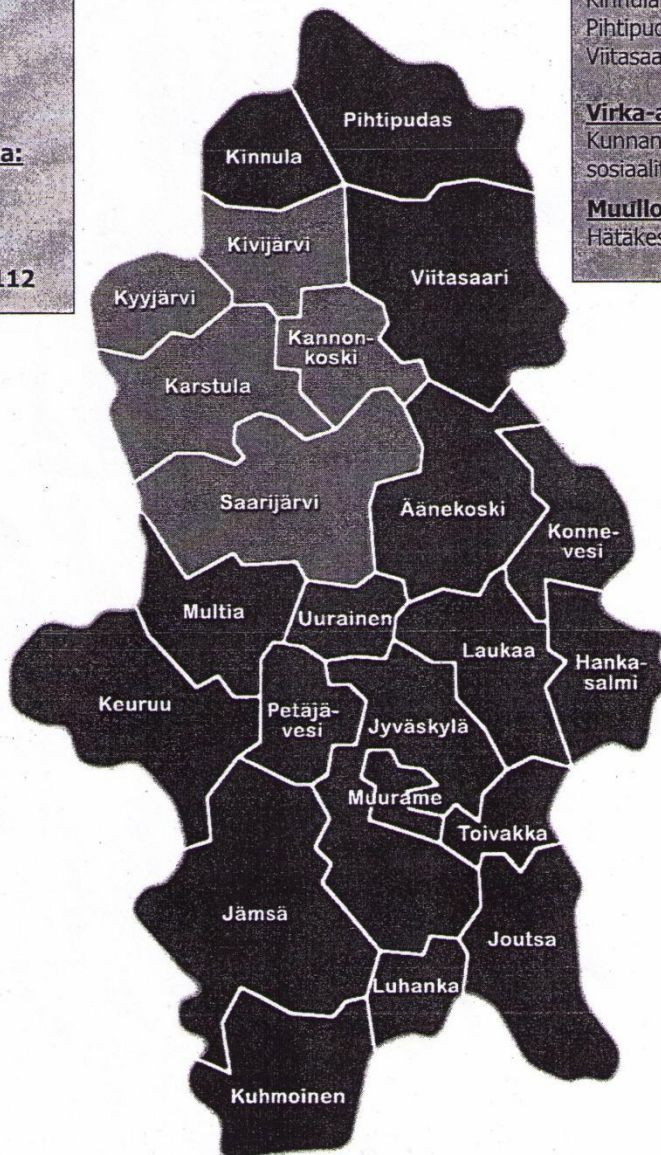 Kinnula
Pihtipud
Viitasaa
Virka-a
Kunnan
sosiaali
Muullo
Hätäkes
a:
112
Pihtipudas
Kinnula
Kivijärvi
Viitasaari
Kyyjärvi
Kannon-
koski
Karstula
Saarijärvi
Äänekoski
Konne-
vesi
Multia
Uurainen
Laukaa
Hanka-
salmi
Keuruu
Petäjä-
vesi
Jyväskylä
Muurame
Toivakka
Jämsä
Joutsa
Luhanka
Kuhmoinen